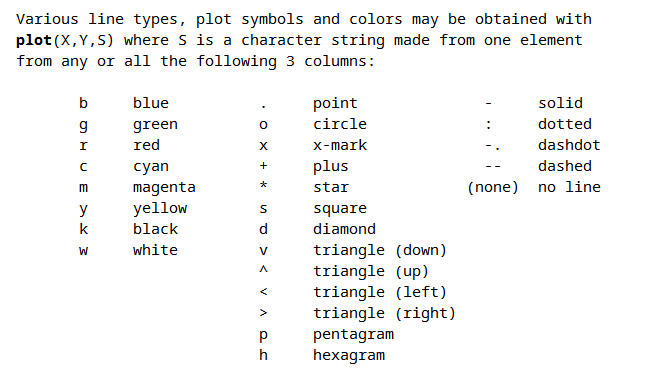 Various line types, plot symbols and colors may be obtained with
plot(X,Y,S) where S is a character string made from one element
from any or all the following 3 columns:
b blue . point - solid
g green o circle : dotted
r red x x-mark -. dashdot
c cyan + plus -- dashed
m magenta * star (none) no line
y yellow s square
k black d diamond
w white v triangle (down)
^ triangle (up)
< triangle (left)
> triangle (right)
p pentagram
h hexagram